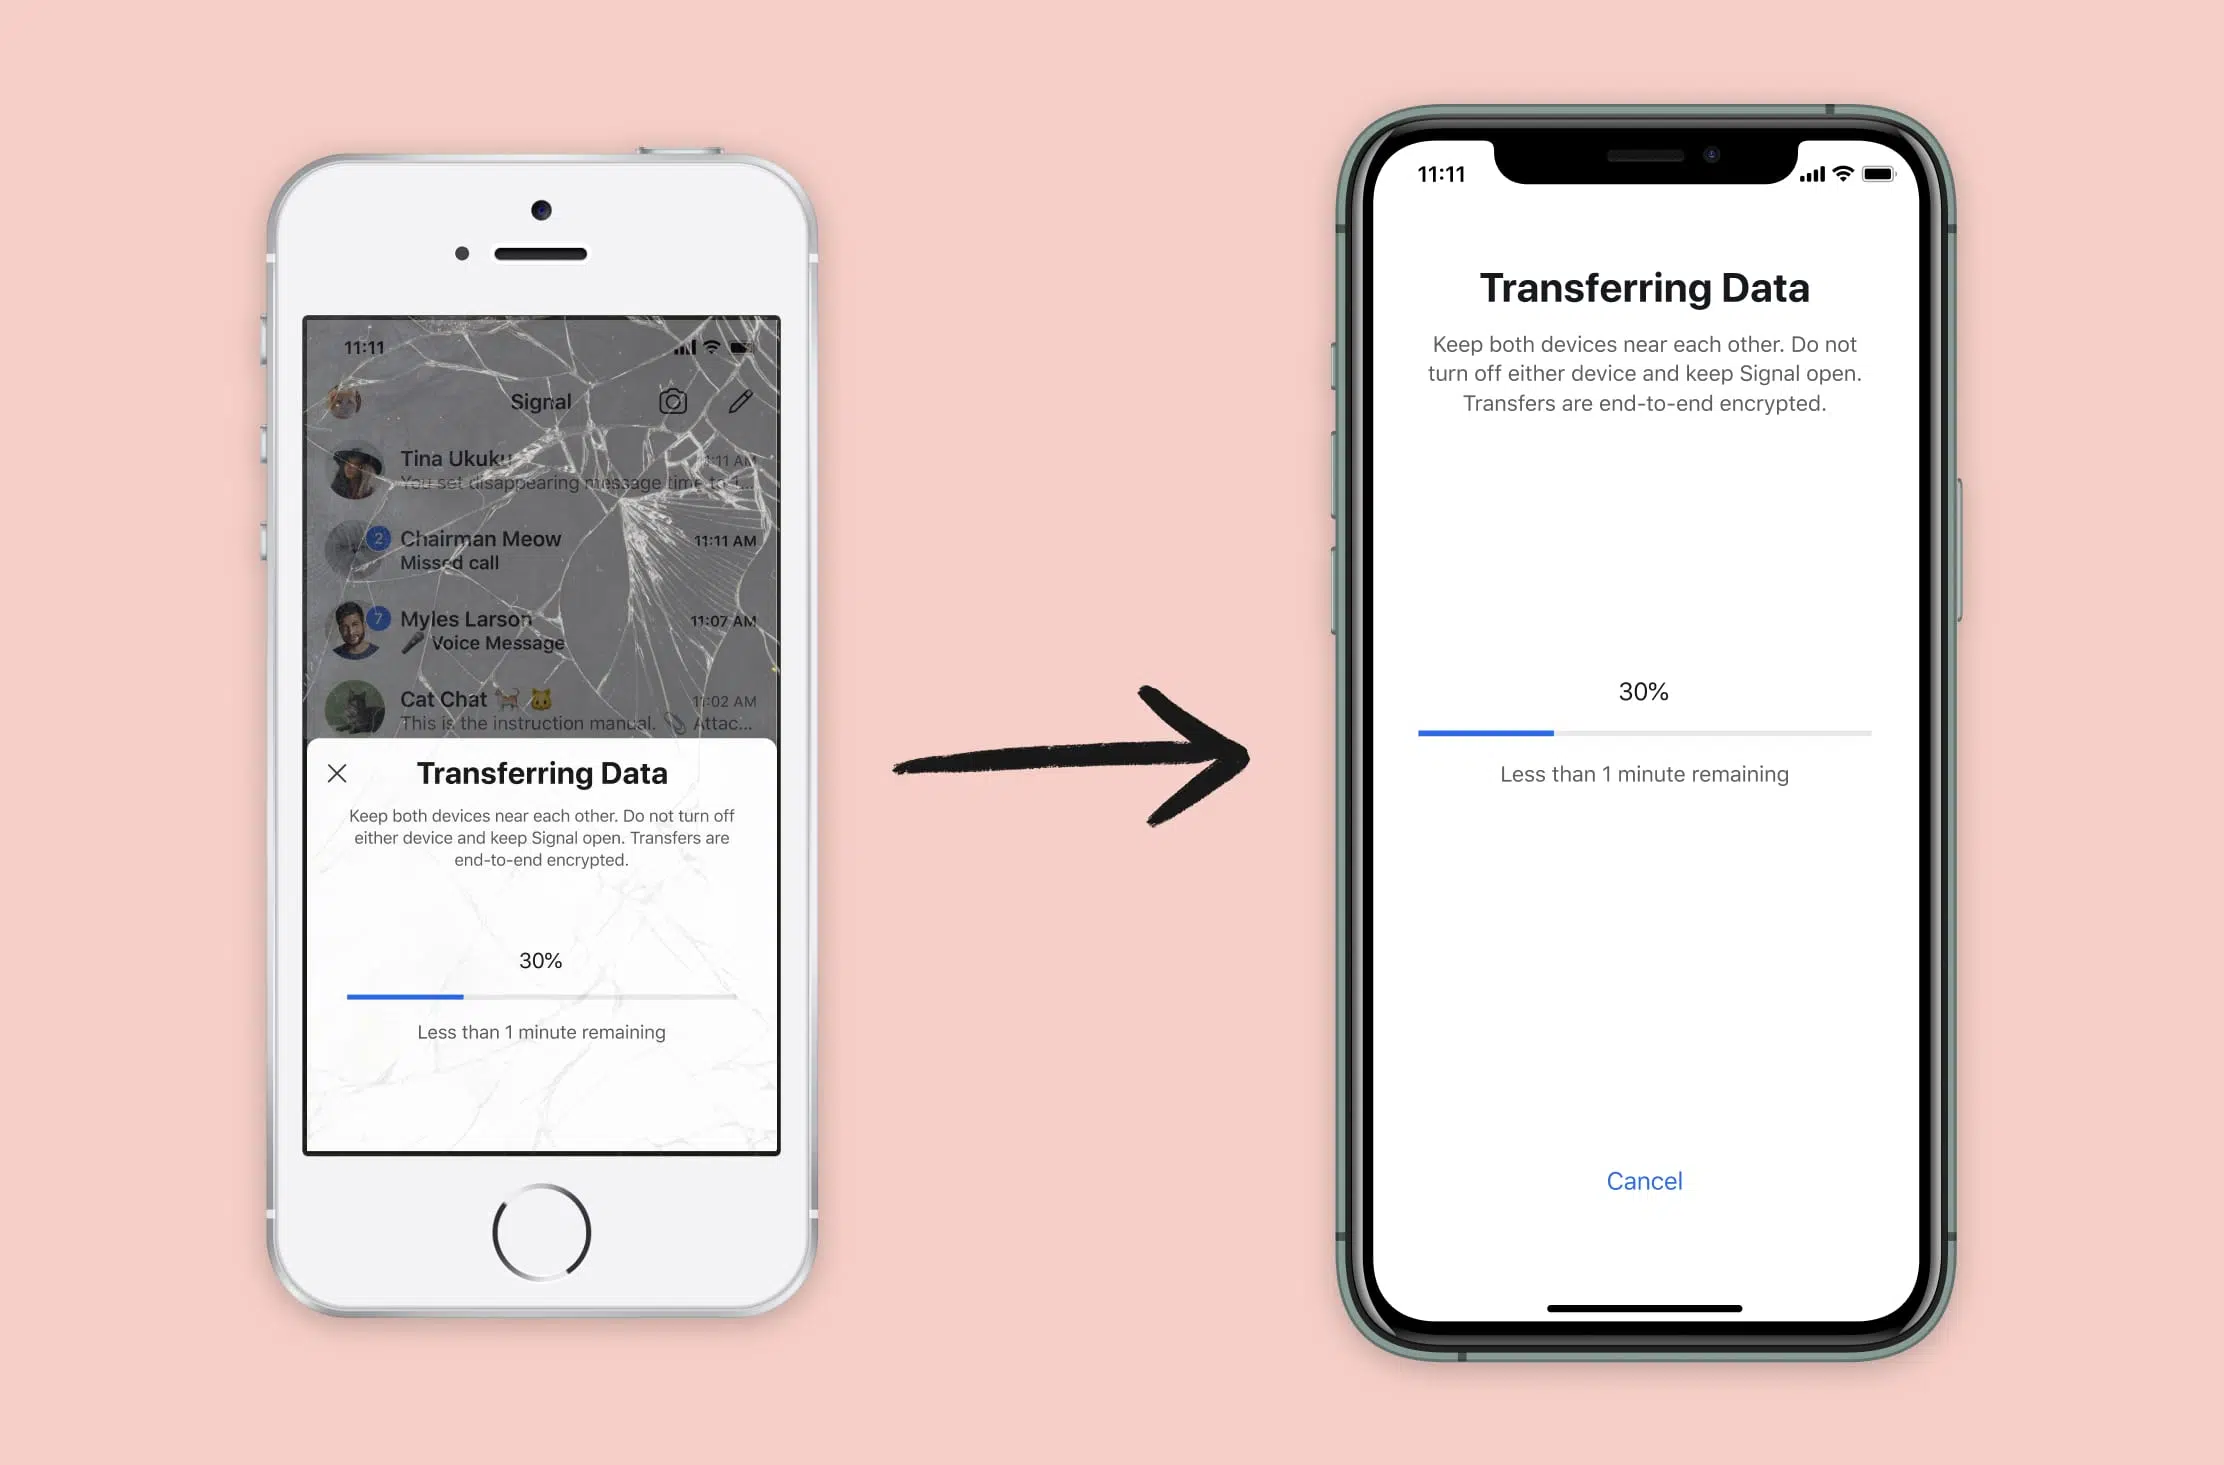 11:11
Signal
Tina Ukuku
11:11 AM
You set disappearing message time to 1...
2
Chairman Meow
11:11 AM
Missed call
7
Myles Larson
11:07 AM
🎤 Voice Message
Cat Chat 🐈 🐱
11:02 AM
This is the instruction manual. 📎 Attac...
Transferring Data
Keep both devices near each other. Do not turn off
either device and keep Signal open. Transfers are
end-to-end encrypted.
30%
Less than 1 minute remaining
11:11
Transferring Data
Keep both devices near each other. Do not
turn off either device and keep Signal open.
Transfers are end-to-end encrypted.
30%
Less than 1 minute remaining
Cancel